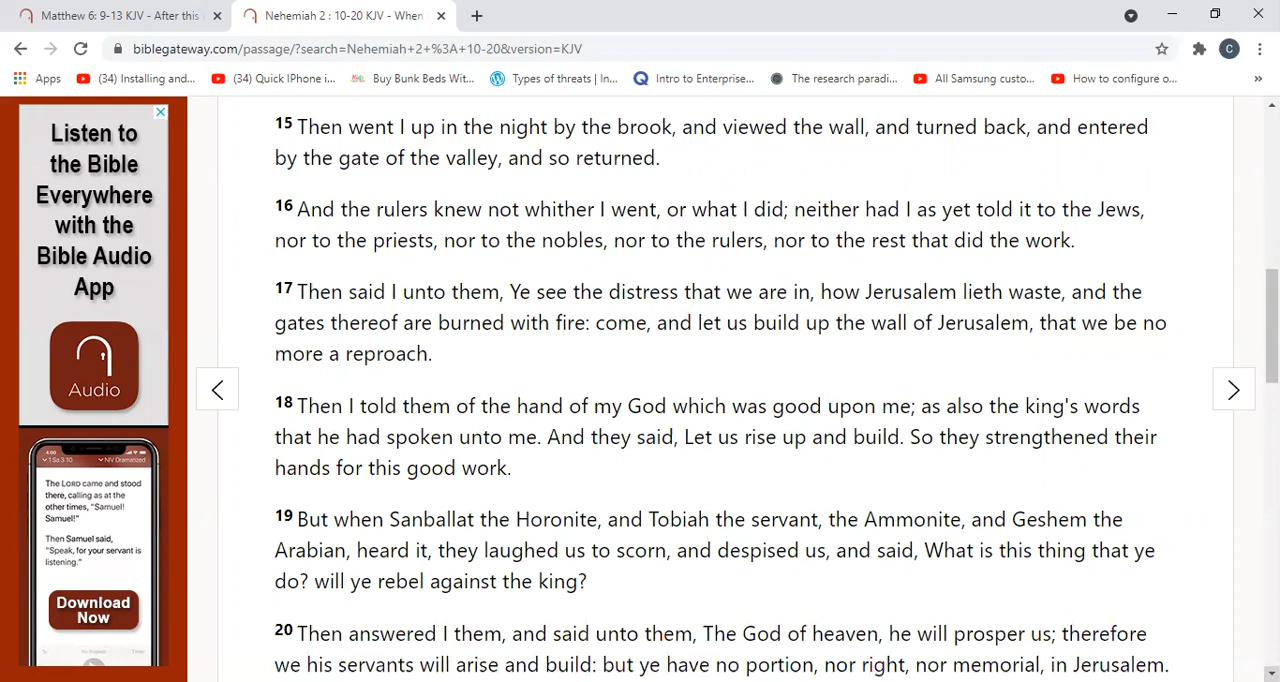 Matthew 6: 9-13 KJV - After this
Nehemiah 2 : 10-20 KJV - When
biblegateway.com/passage/?search=Nehemiah+2+%3A+10-20&version=KJV
C
Apps
(34) Installing and...
(34) Quick IPhone i...
Buy Bunk Beds Wit...
Types of threats | In...
Intro to Enterprise...
The research paradi...
All Samsung custo...
How to configure o...
»
Listen to
the Bible
Everywhere
with the
Bible Audio
App
Audio
4:00
1 Sa 3:10
NIV Dramatized
The LORD came and stood
there, calling as at the
other times, "Samuel!
Samuel!"
Then Samuel said,
"Speak, for your servant is
listening."
Download
Now
15 Then went I up in the night by the brook, and viewed the wall, and turned back, and entered
by the gate of the valley, and so returned.
16 And the rulers knew not whither I went, or what I did; neither had I as yet told it to the Jews,
nor to the priests, nor to the nobles, nor to the rulers, nor to the rest that did the work.
17 Then said I unto them, Ye see the distress that we are in, how Jerusalem lieth waste, and the
gates thereof are burned with fire: come, and let us build up the wall of Jerusalem, that we be no
more a reproach.
18 Then I told them of the hand of my God which was good upon me; as also the king's words
that he had spoken unto me. And they said, Let us rise up and build. So they strengthened their
hands for this good work.
19 But when Sanballat the Horonite, and Tobiah the servant, the Ammonite, and Geshem the
Arabian, heard it, they laughed us to scorn, and despised us, and said, What is this thing that ye
do? will ye rebel against the king?
20 Then answered I them, and said unto them, The God of heaven, he will prosper us; therefore
we his servants will arise and build: but ye have no portion, nor right, nor memorial, in Jerusalem.